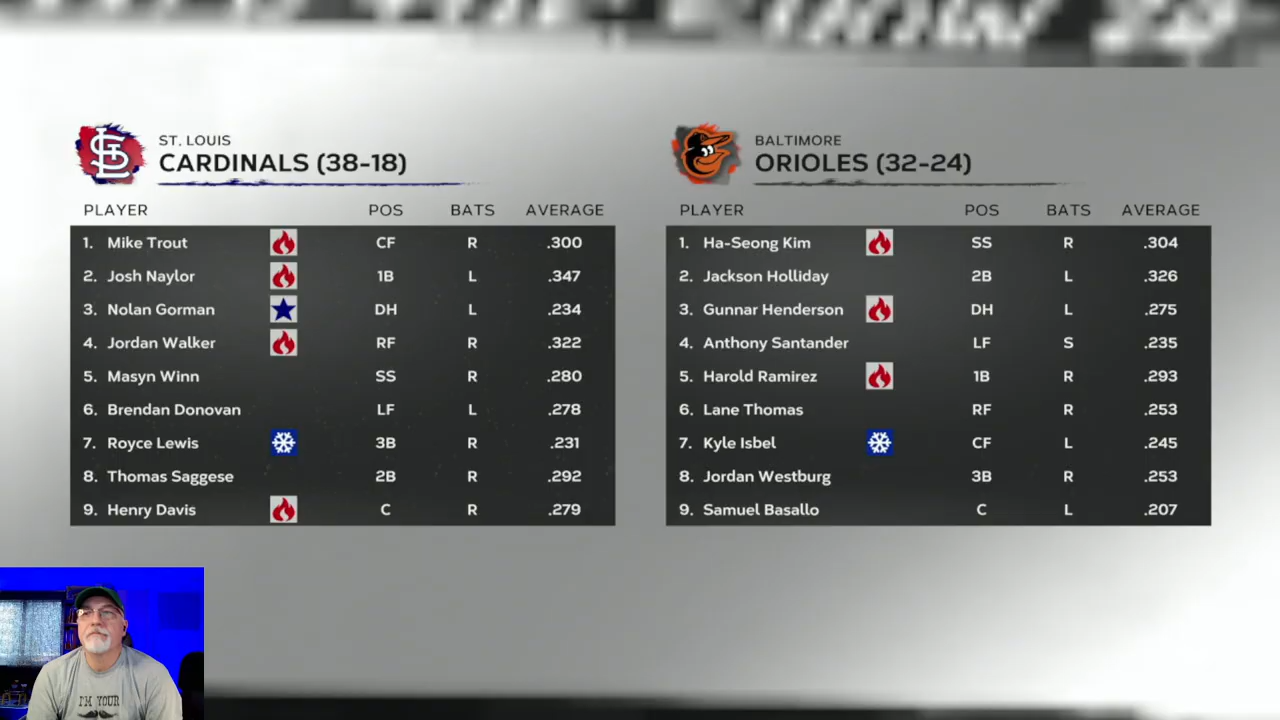 ST. LOUIS
CARDINALS (38-18)
PLAYER POS BATS AVERAGE
1. Mike Trout CF R .300
2. Josh Naylor 1B L .347
3. Nolan Gorman DH L .234
4. Jordan Walker RF R .322
5. Masyn Winn SS R .280
6. Brendan Donovan LF L .278
7. Royce Lewis 3B R .231
8. Thomas Saggese 2B R .292
9. Henry Davis C R .279
BALTIMORE
ORIOLES (32-24)
PLAYER POS BATS AVERAGE
1. Ha-Seong Kim SS R .304
2. Jackson Holliday 2B L .326
3. Gunnar Henderson DH L .275
4. Anthony Santander LF S .235
5. Harold Ramirez 1B R .293
6. Lane Thomas RF R .253
7. Kyle Isbel CF L .245
8. Jordan Westburg 3B R .253
9. Samuel Basallo C L .207
I'M YOUR